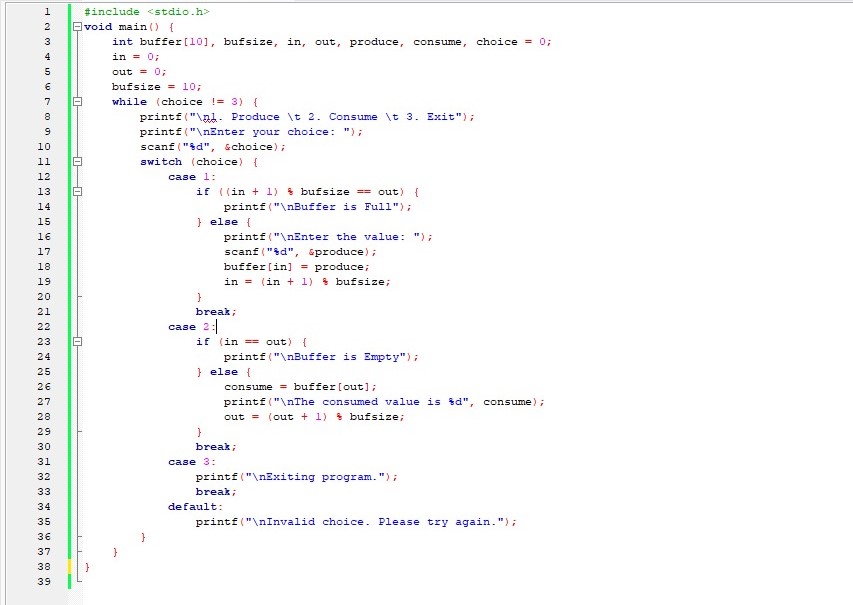 1 #include <stdio.h>
2 void main() {
3     int buffer[10], bufsize, in, out, produce, consume, choice = 0;
4     in = 0;
5     out = 0;
6     bufsize = 10;
7     while (choice != 3) {
8         printf("\n1. Produce \t 2. Consume \t 3. Exit");
9         printf("\nEnter your choice: ");
10         scanf("%d", &choice);
11         switch (choice) {
12             case 1:
13                 if ((in + 1) % bufsize == out) {
14                     printf("\nBuffer is Full");
15                 } else {
16                     printf("\nEnter the value: ");
17                     scanf("%d", &produce);
18                     buffer[in] = produce;
19                     in = (in + 1) % bufsize;
20                 }
21                 break;
22             case 2:
23                 if (in == out) {
24                     printf("\nBuffer is Empty");
25                 } else {
26                     consume = buffer[out];
27                     printf("\nThe consumed value is %d", consume);
28                     out = (out + 1) % bufsize;
29                 }
30                 break;
31             case 3:
32                 printf("\nExiting program.");
33                 break;
34             default:
35                 printf("\nInvalid choice. Please try again.");
36         }
37     }
38 }
39